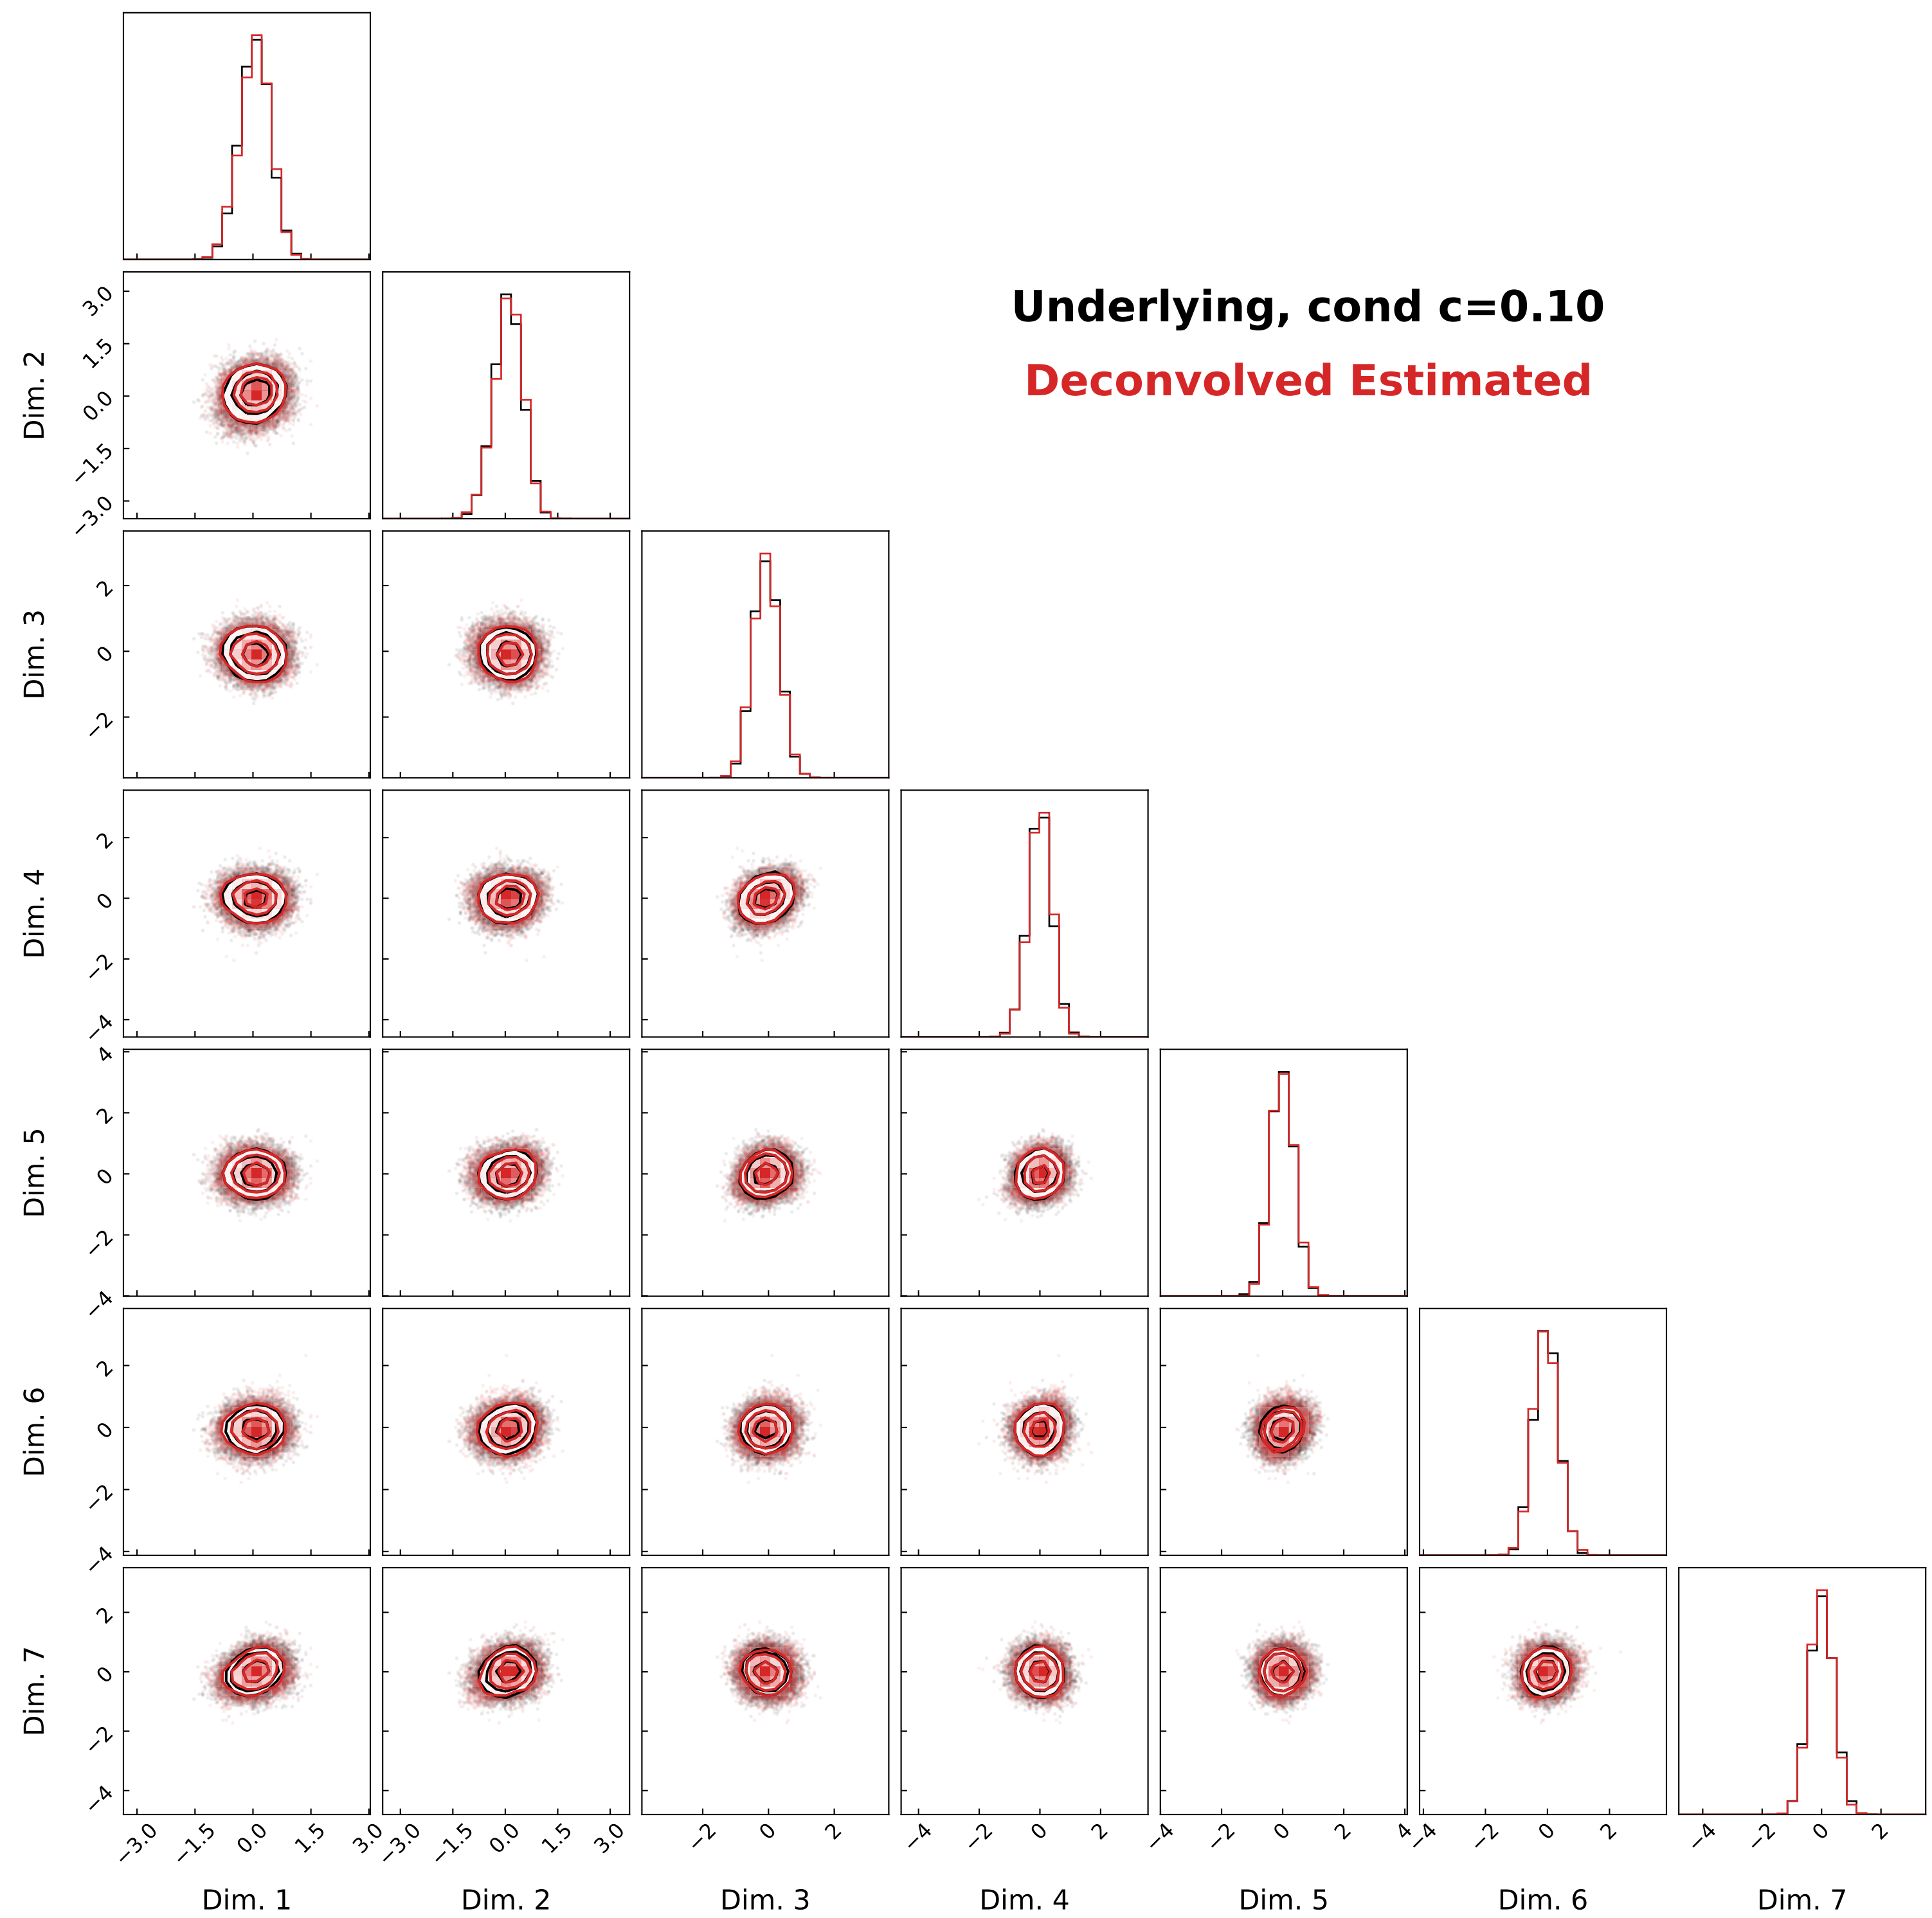 Underlying, cond c=0.10
Deconvolved Estimated
Dim. 2
3.0
1.5
0.0
−1.5
−3.0
Dim. 3
2
0
−2
Dim. 4
2
0
−2
−4
Dim. 5
4
2
0
−2
−4
Dim. 6
2
0
−2
−4
Dim. 7
2
0
−2
−4
−3.0 −1.5 0.0 1.5 3.0 −3.0 −1.5 0.0 1.5 3.0 −2 0 2 −4 −2 0 2 −4 −2 0 2 4 −4 −2 0 2 −4 −2 0 2
Dim. 1 Dim. 2 Dim. 3 Dim. 4 Dim. 5 Dim. 6 Dim. 7